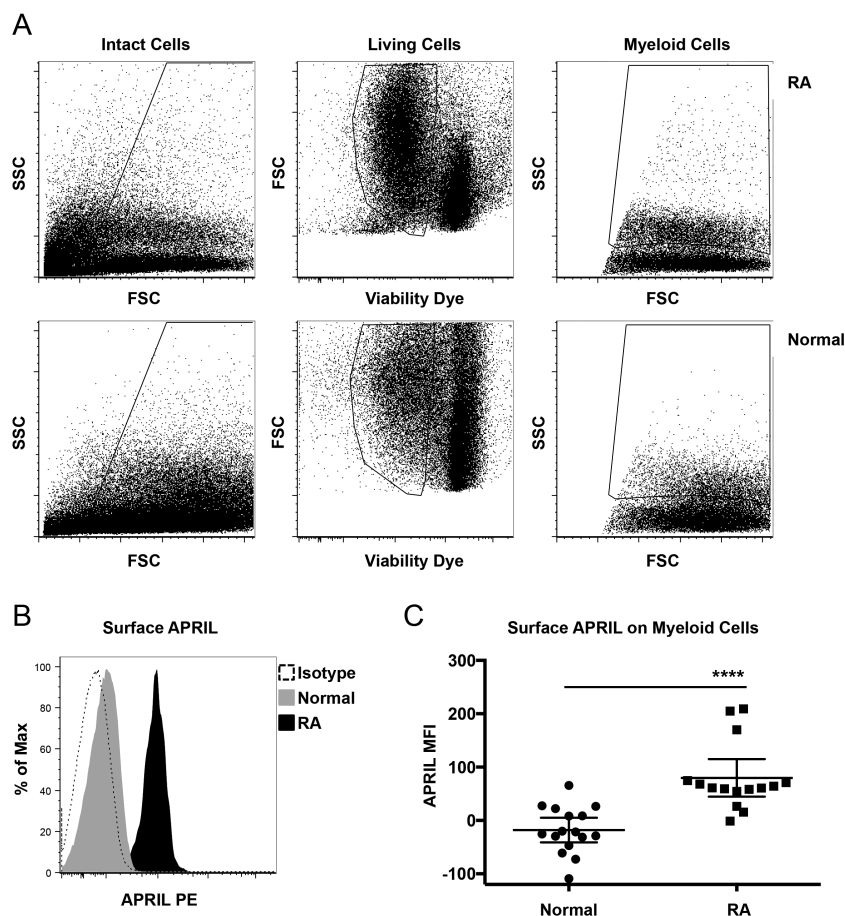 A
Intact Cells Living Cells Myeloid Cells
RA
SSC FSC SSC
FSC Viability Dye FSC
Normal
SSC FSC SSC
FSC Viability Dye FSC
B
Surface APRIL
Isotype
Normal
RA
% of Max
100
80
60
40
20
0
APRIL PE
C
Surface APRIL on Myeloid Cells
****
APRIL MFI
300
200
100
0
-100
Normal RA